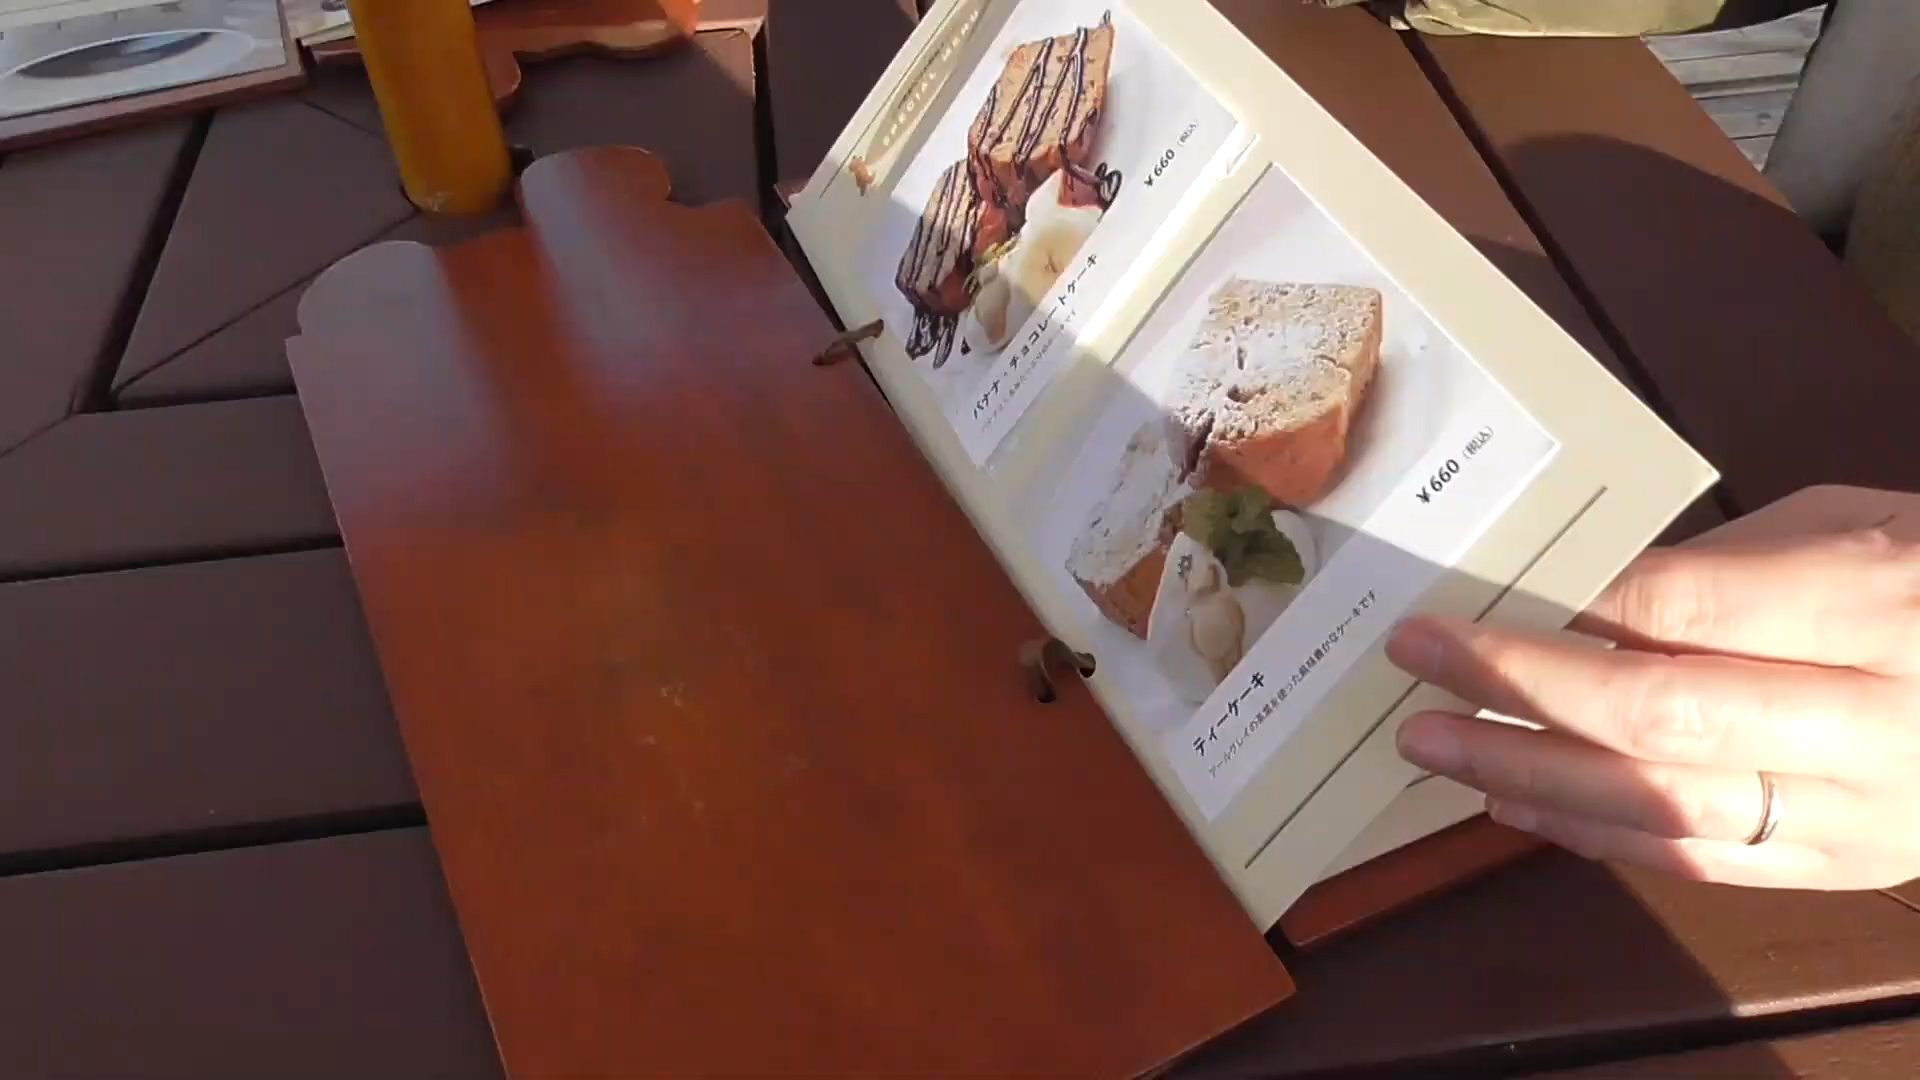 SPECIAL MENU
¥660（税込）
バナナ・チョコレートケーキ
¥660（税込）
ティーケーキ
アールグレイの茶葉を使った風味豊かなケーキです